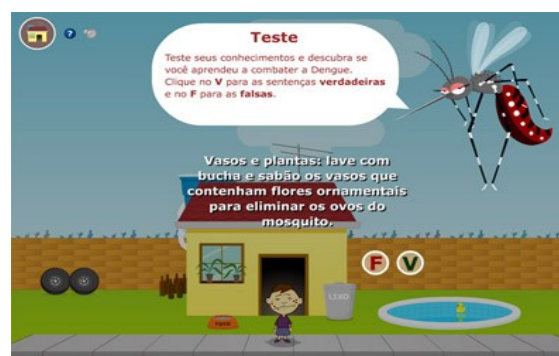 Teste
Teste seus conhecimentos e descubra se
você aprendeu a combater a Dengue.
Clique no V para as sentenças verdadeiras
e no F para as falsas.
Vasos e plantas: lave com
bucha e sabão os vasos que
contenham flores ornamentais
para eliminar os ovos do
mosquito.
F V
LIXO